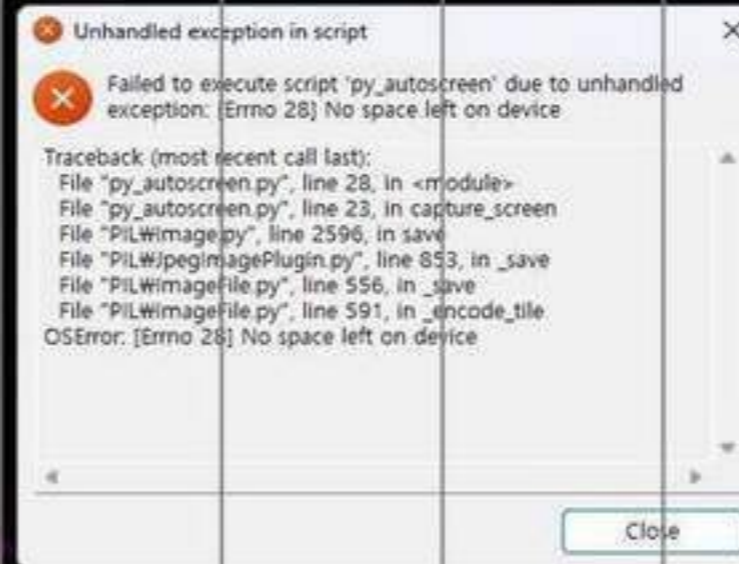 Unhandled exception in script
Failed to execute script 'py_autoscreen' due to unhandled
exception: [Errno 28] No space left on device
Traceback (most recent call last):
File "py_autoscreen.py", line 28, in <module>
File "py_autoscreen.py", line 23, in capture_screen
File "PIL₩Image.py", line 2596, in save
File "PIL₩JpegImagePlugin.py", line 853, in _save
File "PIL₩ImageFile.py", line 556, in _save
File "PIL₩ImageFile.py", line 591, in _encode_tile
OSError: [Errno 28] No space left on device
Close